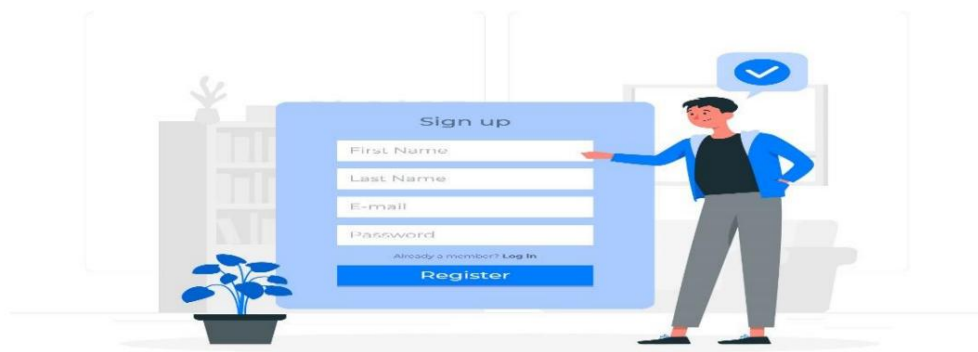 Sign up
First Name
Last Name
E-mail
Password
Already a member? Log in
Register